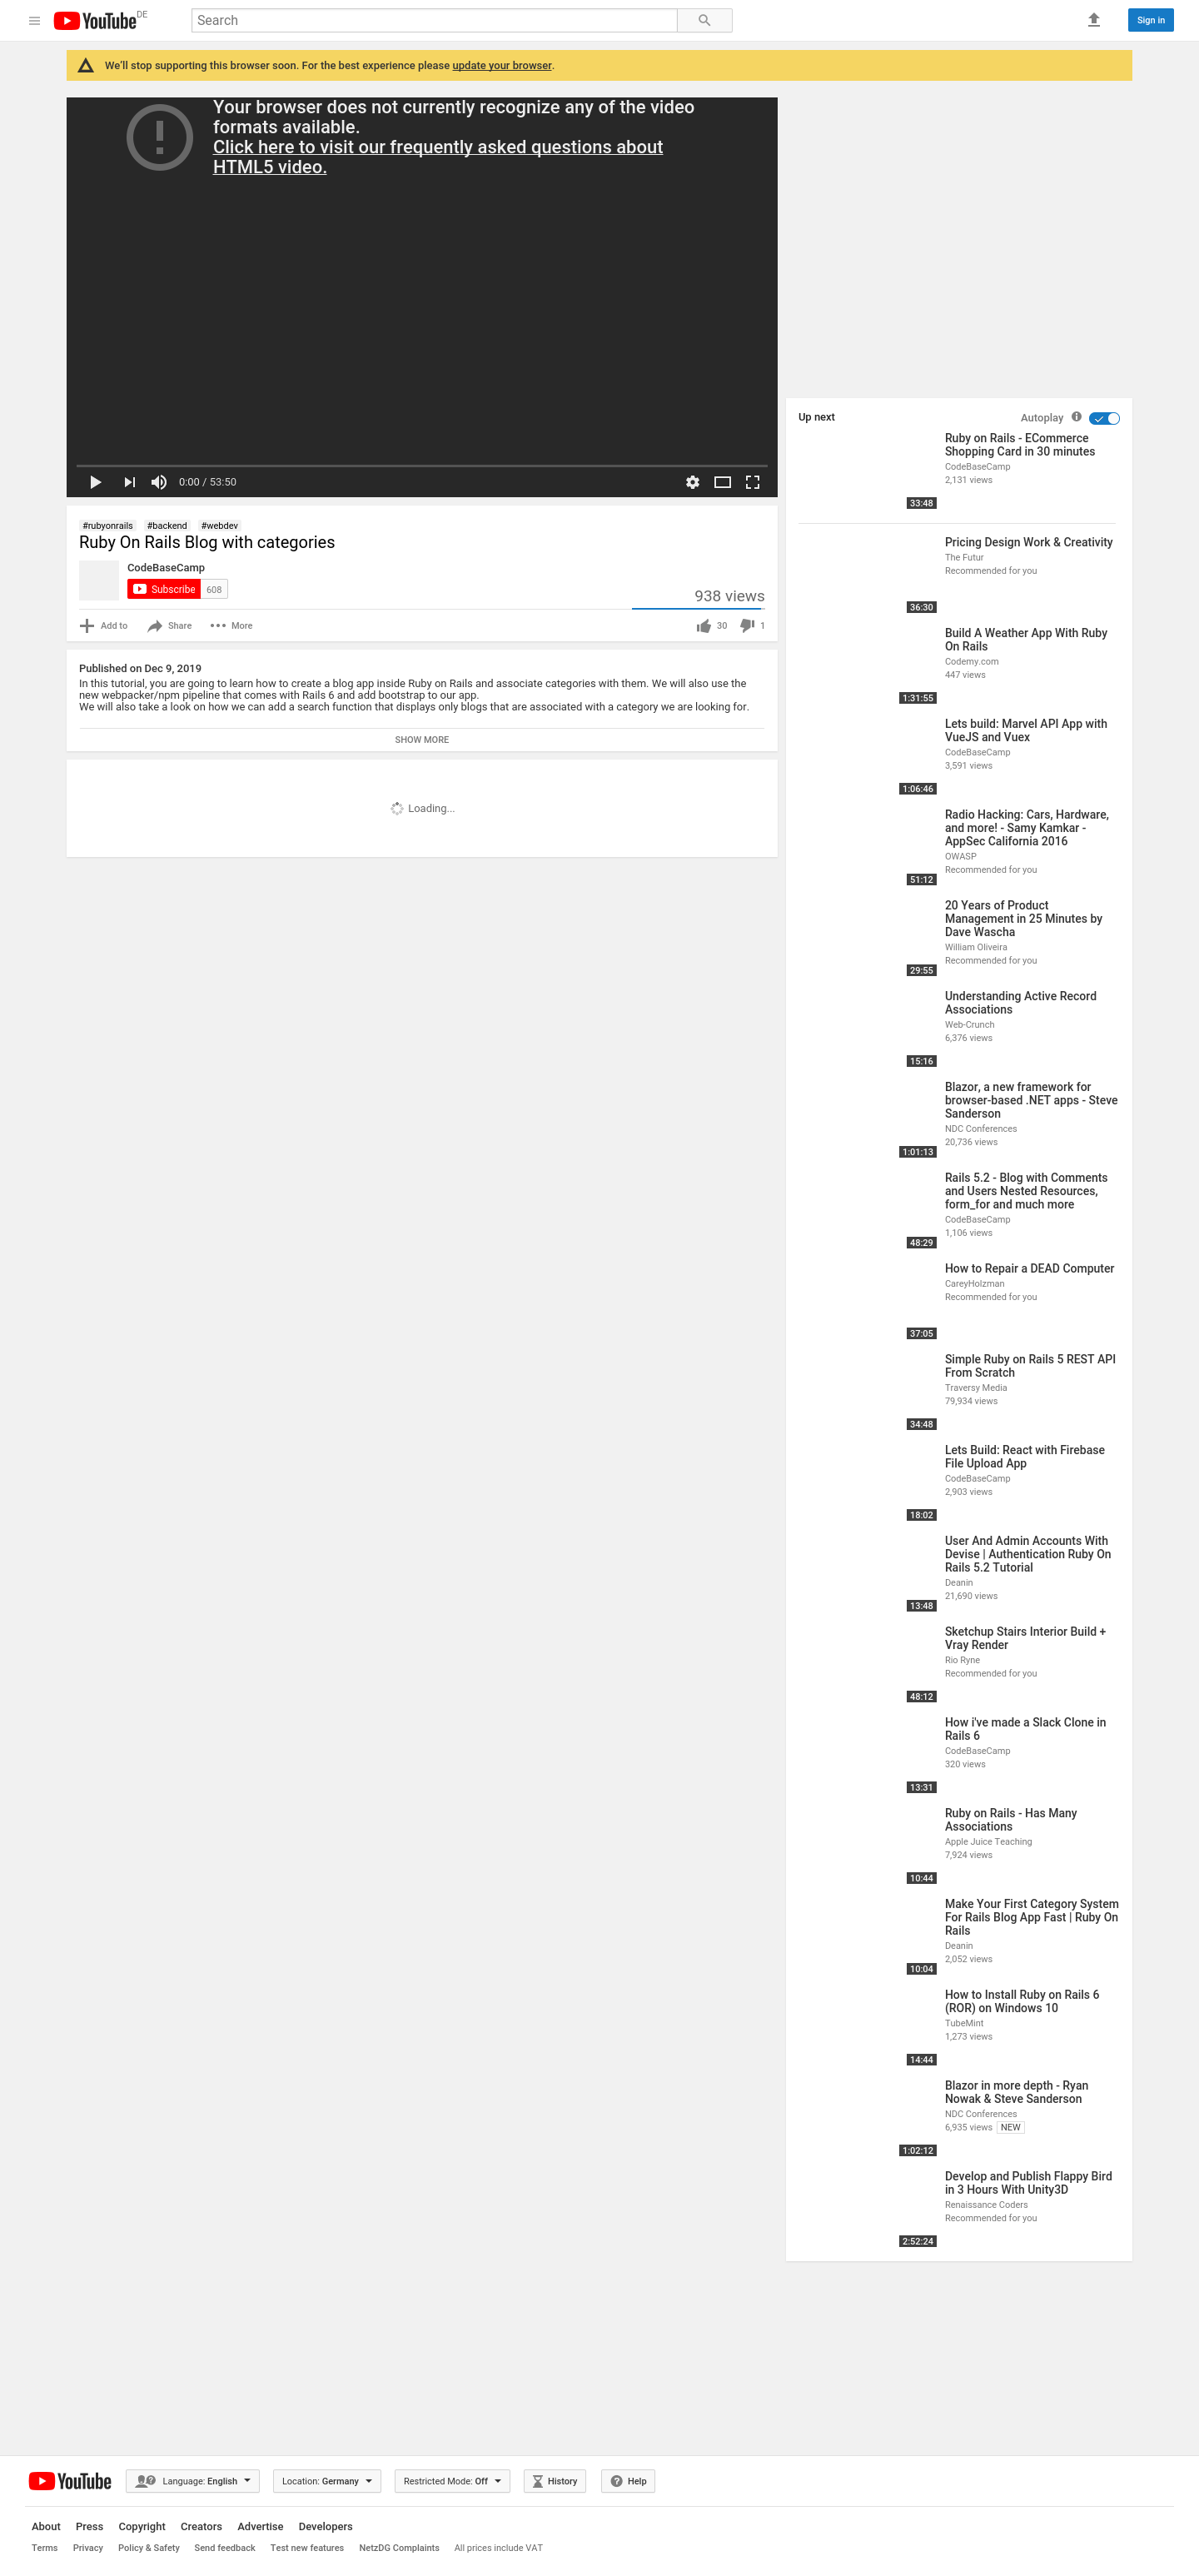 YouTube DE
Search
Sign in
We'll stop supporting this browser soon. For the best experience please update your browser.
Your browser does not currently recognize any of the video
formats available.
Click here to visit our frequently asked questions about
HTML5 video.
0:00 / 53:50
#rubyonrails #backend #webdev
Ruby On Rails Blog with categories
CodeBaseCamp
Subscribe 608
938 views
Add to Share More 30 1
Published on Dec 9, 2019
In this tutorial, you are going to learn how to create a blog app inside Ruby on Rails and associate categories with them. We will also use the
new webpacker/npm pipeline that comes with Rails 6 and add bootstrap to our app.
We will also take a look on how we can add a search function that displays only blogs that are associated with a category we are looking for.
SHOW MORE
Loading...
Up next Autoplay
Ruby on Rails - ECommerce
Shopping Card in 30 minutes
CodeBaseCamp
2,131 views
33:48
Pricing Design Work & Creativity
The Futur
Recommended for you
36:30
Build A Weather App With Ruby
On Rails
Codemy.com
447 views
1:31:55
Lets build: Marvel API App with
VueJS and Vuex
CodeBaseCamp
3,591 views
1:06:46
Radio Hacking: Cars, Hardware,
and more! - Samy Kamkar -
AppSec California 2016
OWASP
Recommended for you
51:12
20 Years of Product
Management in 25 Minutes by
Dave Wascha
William Oliveira
Recommended for you
29:55
Understanding Active Record
Associations
Web-Crunch
6,376 views
15:16
Blazor, a new framework for
browser-based .NET apps - Steve
Sanderson
NDC Conferences
20,736 views
1:01:13
Rails 5.2 - Blog with Comments
and Users Nested Resources,
form_for and much more
CodeBaseCamp
1,106 views
48:29
How to Repair a DEAD Computer
CareyHolzman
Recommended for you
37:05
Simple Ruby on Rails 5 REST API
From Scratch
Traversy Media
79,934 views
34:48
Lets Build: React with Firebase
File Upload App
CodeBaseCamp
2,903 views
18:02
User And Admin Accounts With
Devise | Authentication Ruby On
Rails 5.2 Tutorial
Deanin
21,690 views
13:48
Sketchup Stairs Interior Build +
Vray Render
Rio Ryne
Recommended for you
48:12
How i've made a Slack Clone in
Rails 6
CodeBaseCamp
320 views
13:31
Ruby on Rails - Has Many
Associations
Apple Juice Teaching
7,924 views
10:44
Make Your First Category System
For Rails Blog App Fast | Ruby On
Rails
Deanin
2,052 views
10:04
How to Install Ruby on Rails 6
(ROR) on Windows 10
TubeMint
1,273 views
14:44
Blazor in more depth - Ryan
Nowak & Steve Sanderson
NDC Conferences
6,935 views NEW
1:02:12
Develop and Publish Flappy Bird
in 3 Hours With Unity3D
Renaissance Coders
Recommended for you
2:52:24
YouTube Language: English Location: Germany Restricted Mode: Off History Help
About Press Copyright Creators Advertise Developers
Terms Privacy Policy & Safety Send feedback Test new features NetzDG Complaints All prices include VAT